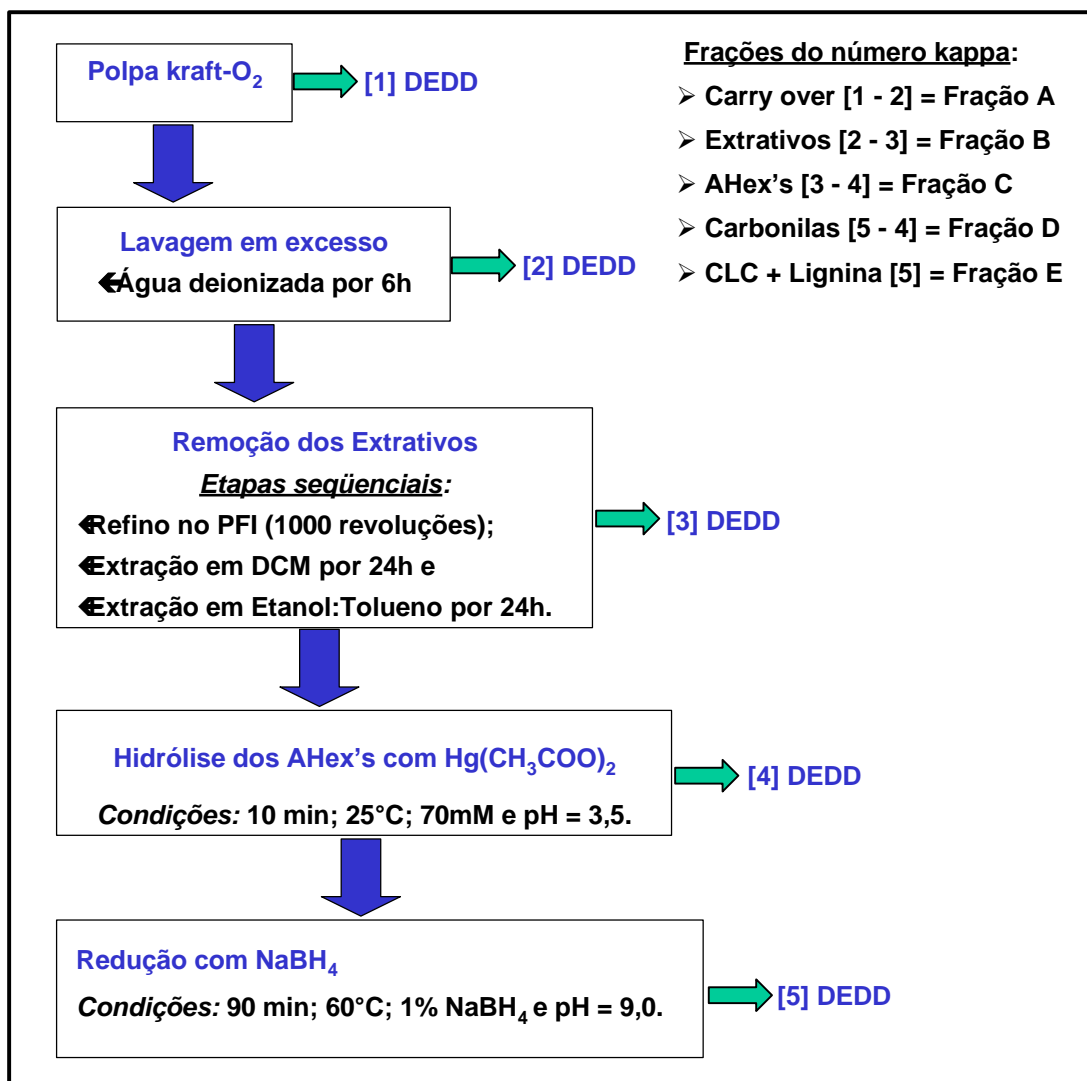 Polpa kraft-O₂
[1] DEDD
Lavagem em excesso
Água deionizada por 6h
[2] DEDD
Remoção dos Extrativos
Etapas seqüenciais:
Refino no PFI (1000 revoluções);
Extração em DCM por 24h e
Extração em Etanol:Tolueno por 24h.
[3] DEDD
Hidrólise dos AHex's com Hg(CH₃COO)₂
Condições: 10 min; 25°C; 70mM e pH = 3,5.
[4] DEDD
Redução com NaBH₄
Condições: 90 min; 60°C; 1% NaBH₄ e pH = 9,0.
[5] DEDD
Frações do número kappa:
➢ Carry over [1 - 2] = Fração A
➢ Extrativos [2 - 3] = Fração B
➢ AHex's [3 - 4] = Fração C
➢ Carbonilas [5 - 4] = Fração D
➢ CLC + Lignina [5] = Fração E